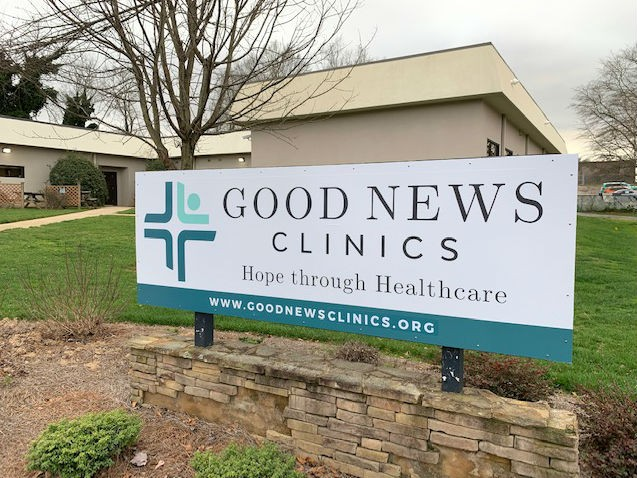 GOOD NEWS
CLINICS
Hope through Healthcare
WWW.GOODNEWSCLINICS.ORG